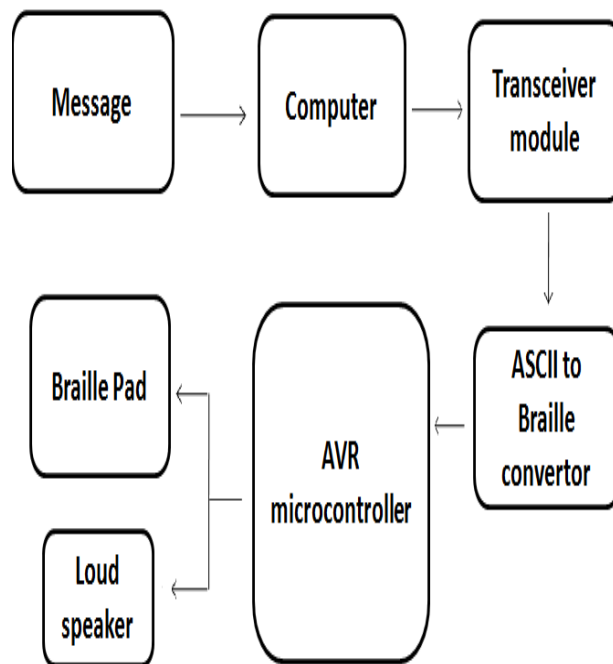 Message
Computer
Transceiver
module
Braille Pad
AVR
microcontroller
ASCII to
Braille
convertor
Loud
speaker